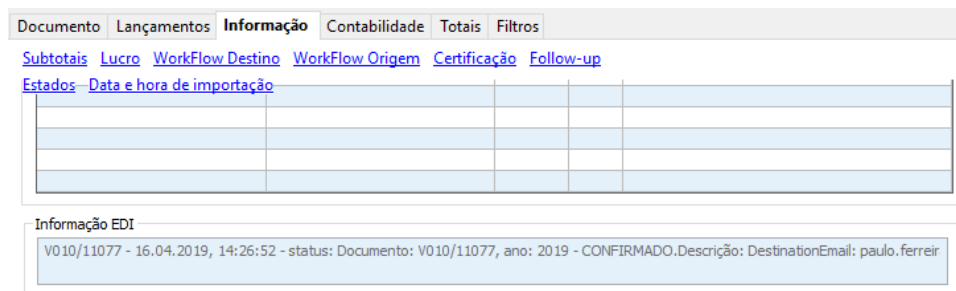 Documento Lançamentos Informação Contabilidade Totais Filtros
Subtotais Lucro WorkFlow Destino WorkFlow Origem Certificação Follow-up
Estados Data e hora de importação
Informação EDI
V010/11077 - 16.04.2019, 14:26:52 - status: Documento: V010/11077, ano: 2019 - CONFIRMADO.Descrição: DestinationEmail: paulo.ferreir